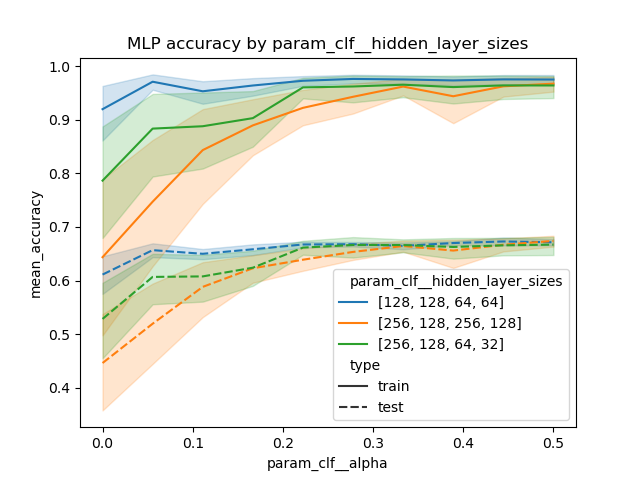 MLP accuracy by param_clf__hidden_layer_sizes
mean_accuracy
1.0
0.9
0.8
0.7
0.6
0.5
0.4
param_clf__hidden_layer_sizes
[128, 128, 64, 64]
[256, 128, 256, 128]
[256, 128, 64, 32]
type
train
test
0.0
0.1
0.2
0.3
0.4
0.5
param_clf__alpha